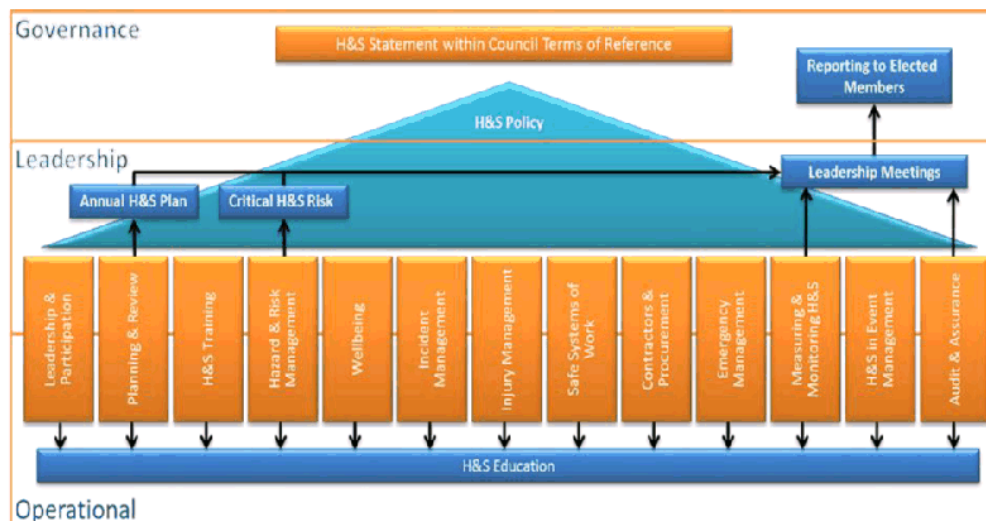 Governance
H&S Statement within Council Terms of Reference
Reporting to Elected
Members
H&S Policy
Leadership
Leadership Meetings
Annual H&S Plan
Critical H&S Risk
Leadership &
Participation
Planning & Review
H&S Training
Hazard & Risk
Management
Wellbeing
Incident
Management
Injury Management
Safe Systems of
Work
Contractors &
Procurement
Emergency
Management
Measuring &
Monitoring H&S
H&S in Event
Management
Audit & Assurance
H&S Education
Operational